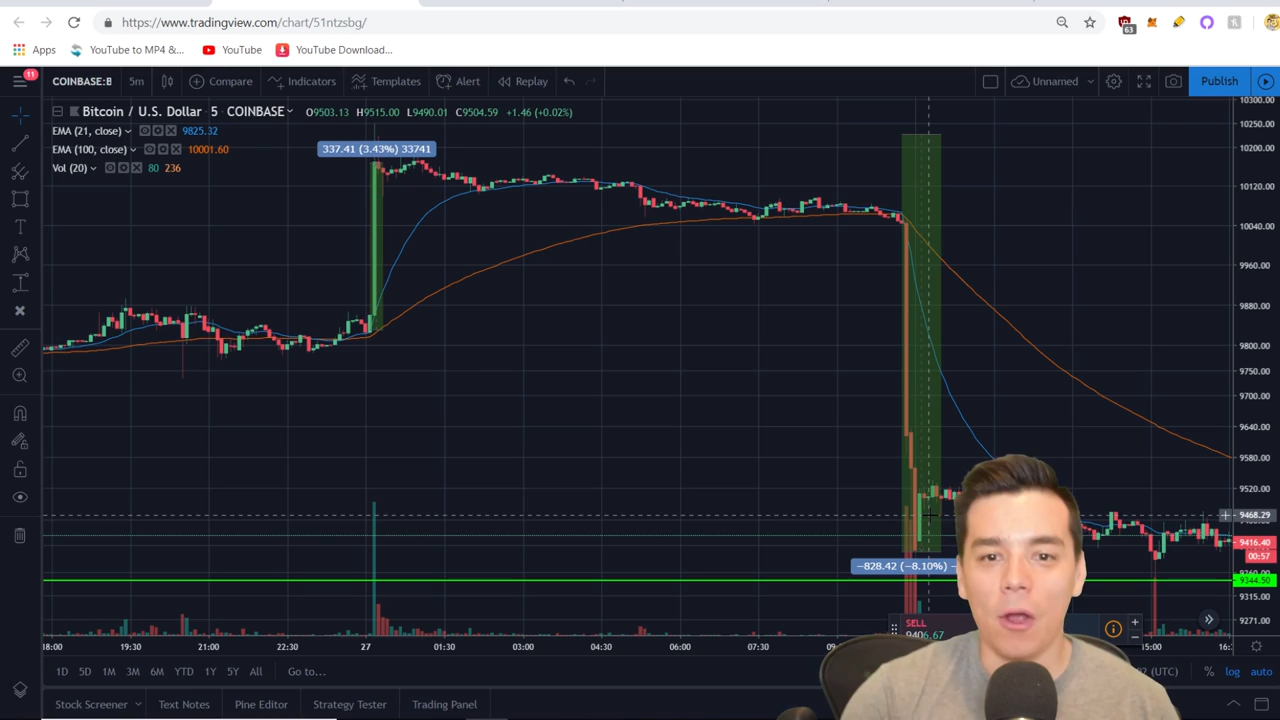 https://www.tradingview.com/chart/51ntzsbg/
63
Apps YouTube to MP4 &... YouTube YouTube Download...
11 COINBASE:B 5m Compare Indicators Templates Alert Replay Unnamed Publish
Bitcoin / U.S. Dollar · 5 · COINBASE O9503.13 H9515.00 L9490.01 C9504.59 +1.46 (+0.02%)
EMA (21, close) 9825.32
EMA (100, close) 10001.60
Vol (20) 80 236
337.41 (3.43%) 33741
−828.42 (−8.10%) −
10300.00
10250.00
10200.00
10120.00
10040.00
9960.00
9880.00
9800.00
9700.00
9640.00
9580.00
9520.00
9468.29
9416.40
00:57
9344.50
9315.00
9271.00
SELL
9406.67
18:00 19:30 21:00 22:30 27 01:30 03:00 04:30 06:00 07:30 15:00 16:
1D 5D 1M 3M 6M YTD 1Y 5Y All Go to... (UTC) % log auto
Stock Screener Text Notes Pine Editor Strategy Tester Trading Panel